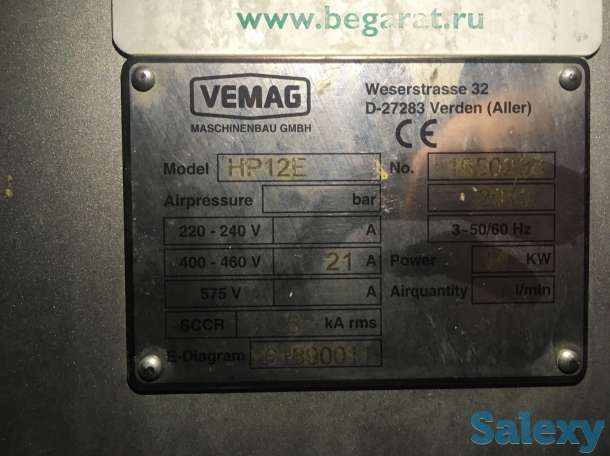 www.begarat.ru
VEMAG
MASCHINENBAU GMBH
Weserstrasse 32
D-27283 Verden (Aller)
CE
Model HP12E No.
Airpressure bar
220 - 240 V A 3~50/60 Hz
400 - 460 V 21 A Power KW
575 V A Airquantity l/min
SCCR kA rms
E-Diagram
Salexy